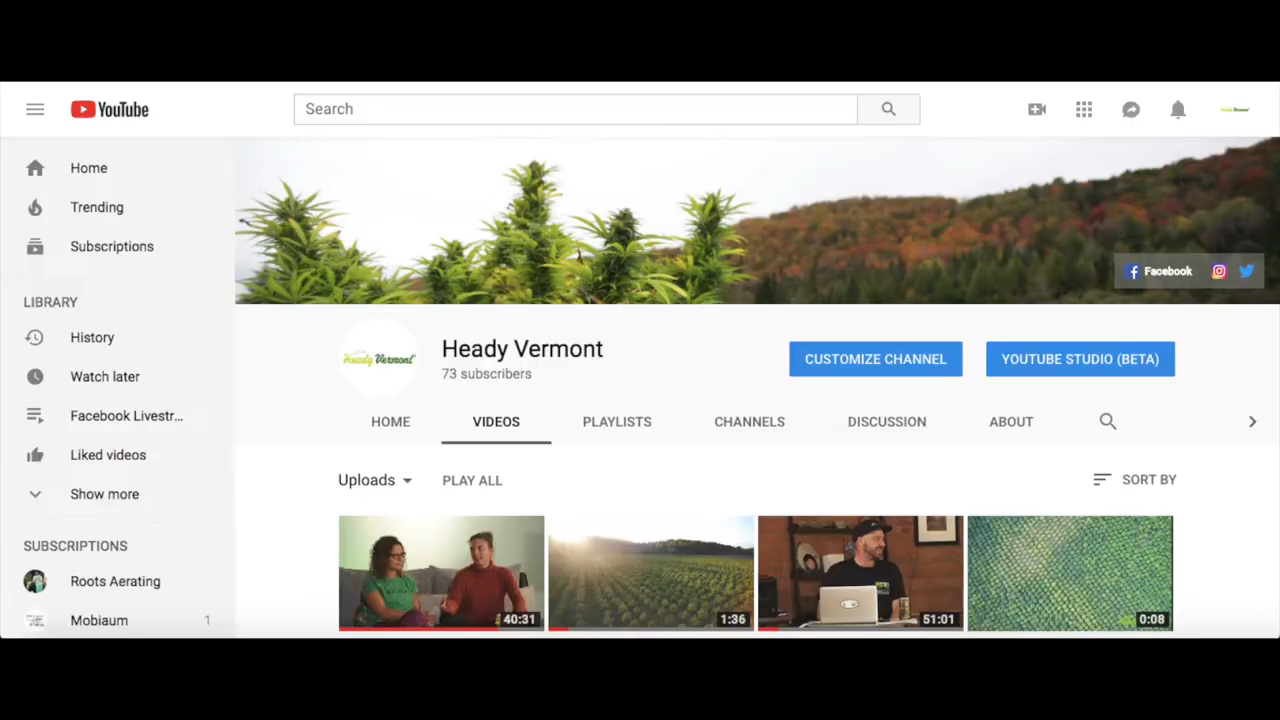 YouTube
Search
Home
Trending
Subscriptions
Facebook
LIBRARY
History
Watch later
Facebook Livestr...
Liked videos
Show more
SUBSCRIPTIONS
Roots Aerating
Mobiaum 1
Heady Vermont
Heady Vermont
73 subscribers
CUSTOMIZE CHANNEL
YOUTUBE STUDIO (BETA)
HOME VIDEOS PLAYLISTS CHANNELS DISCUSSION ABOUT
Uploads PLAY ALL SORT BY
40:31 1:36 51:01 0:08